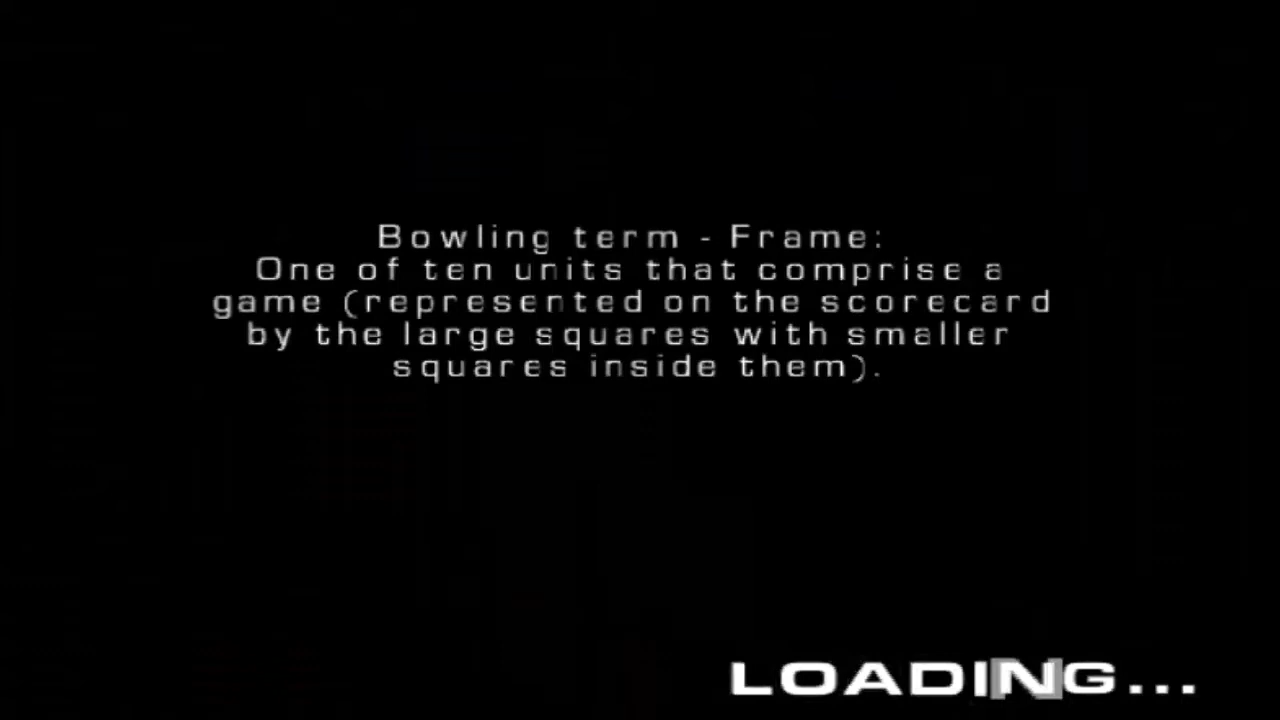 Bowling term - Frame:
One of ten units that comprise a
game (represented on the scorecard
by the large squares with smaller
squares inside them).
LOADING...